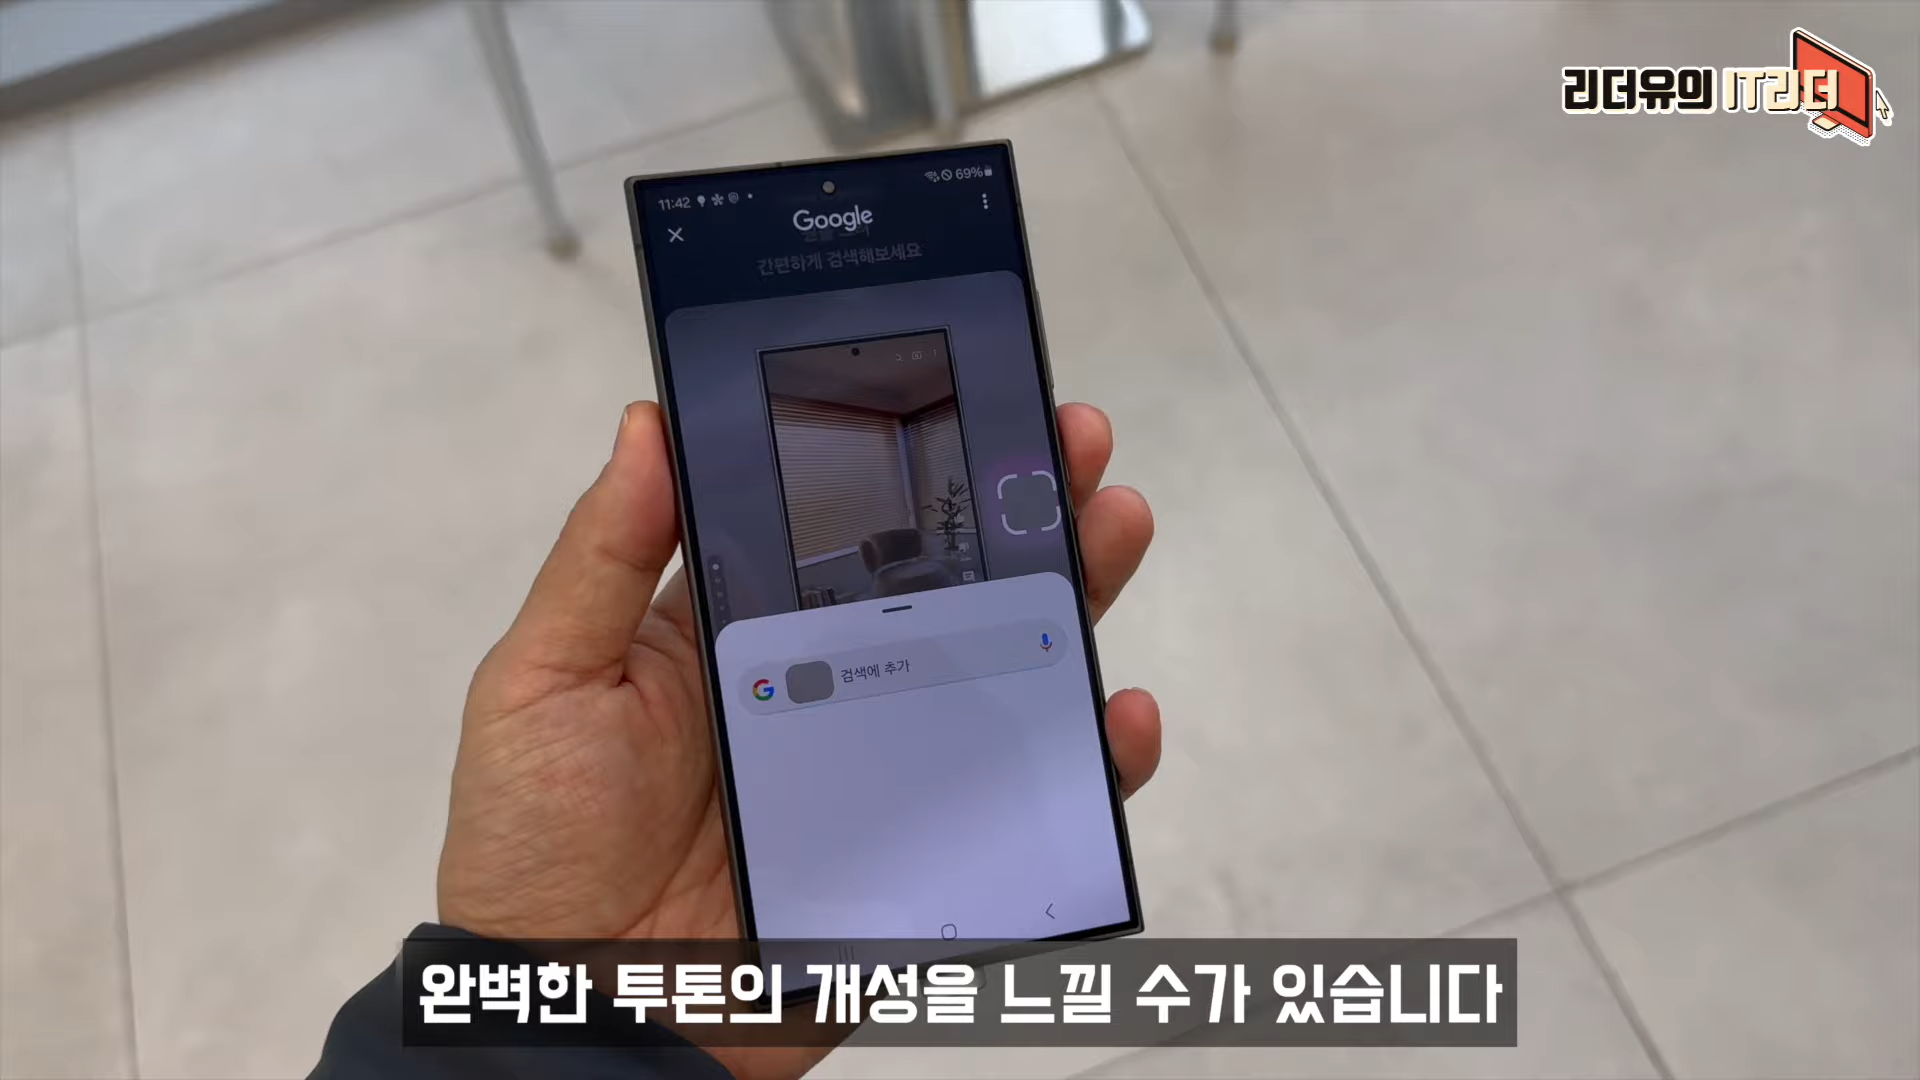 리더유의 IT리더
11:42
69%
Google
간편하게 검색해보세요
검색에 추가
완벽한 투톤의 개성을 느낄 수가 있습니다